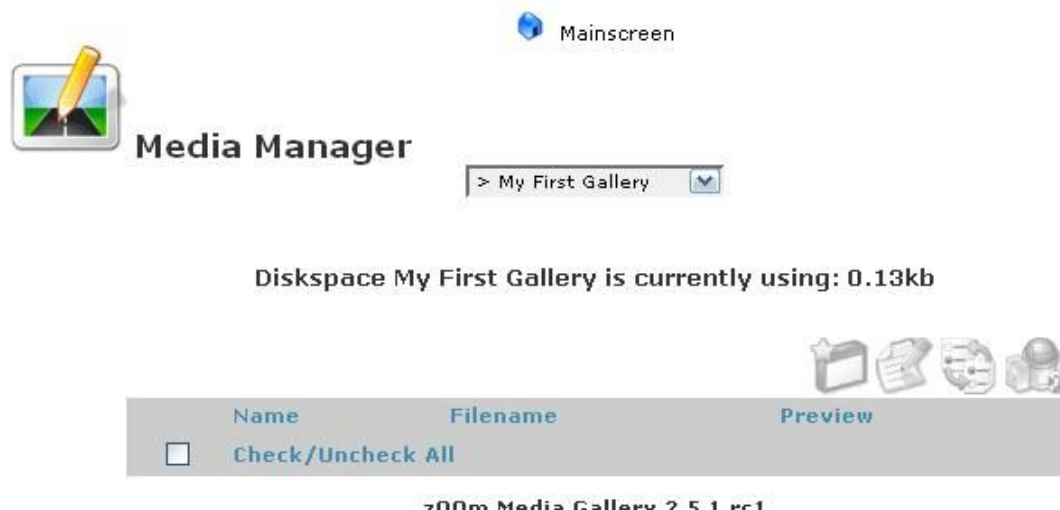 Mainscreen
Media Manager
> My First Gallery
Diskspace My First Gallery is currently using: 0.13kb
Name Filename Preview
Check/Uncheck All
zOOm Media Gallery 2.5.1 rc1